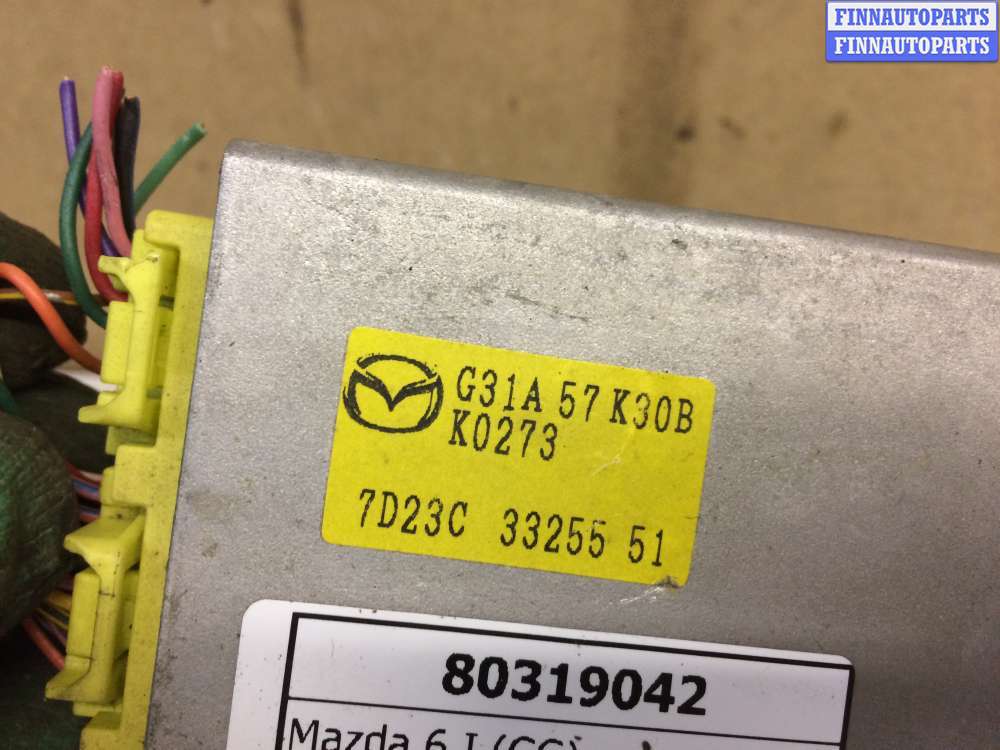 FINNAUTOPARTS
FINNAUTOPARTS
G31A 57 K30B
K0273
7D23C 33255 51
80319042
Mazda 6 I (GG)